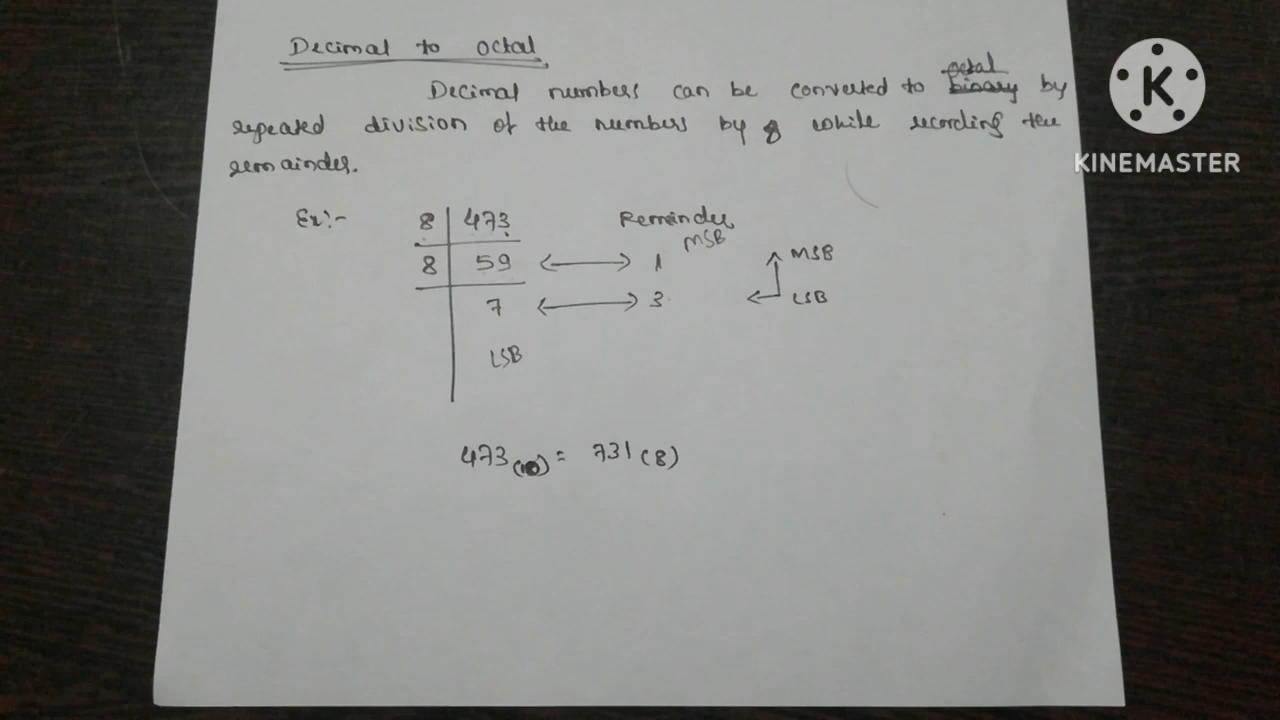 Decimal to octal
octal
Decimal numbers can be converted to binary by
repeated division of the numbers by 8 while recording the
remainder.
Ex:- 8 473 Reminder
MSB
8 59 1 MSB
7 3 LSB
LSB
473(10) = 731(8)
K
KINEMASTER